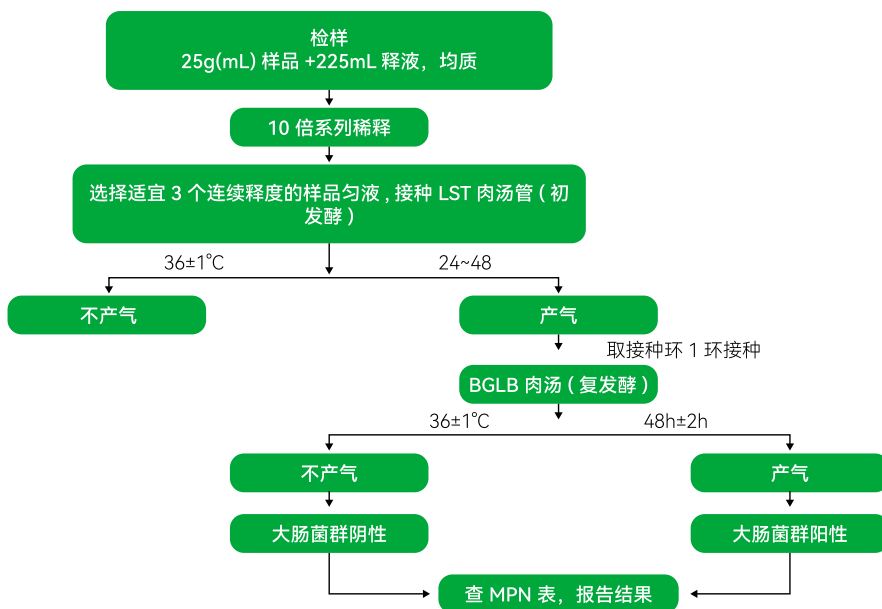 检样
25g(mL) 样品 +225mL 释液，均质
10 倍系列稀释
选择适宜 3 个连续释度的样品匀液 , 接种 LST 肉汤管 ( 初
发酵 )
36±1℃
24~48
不产气
产气
取接种环 1 环接种
BGLB 肉汤 ( 复发酵 )
36±1℃
48h±2h
不产气
产气
大肠菌群阴性
大肠菌群阳性
查 MPN 表，报告结果